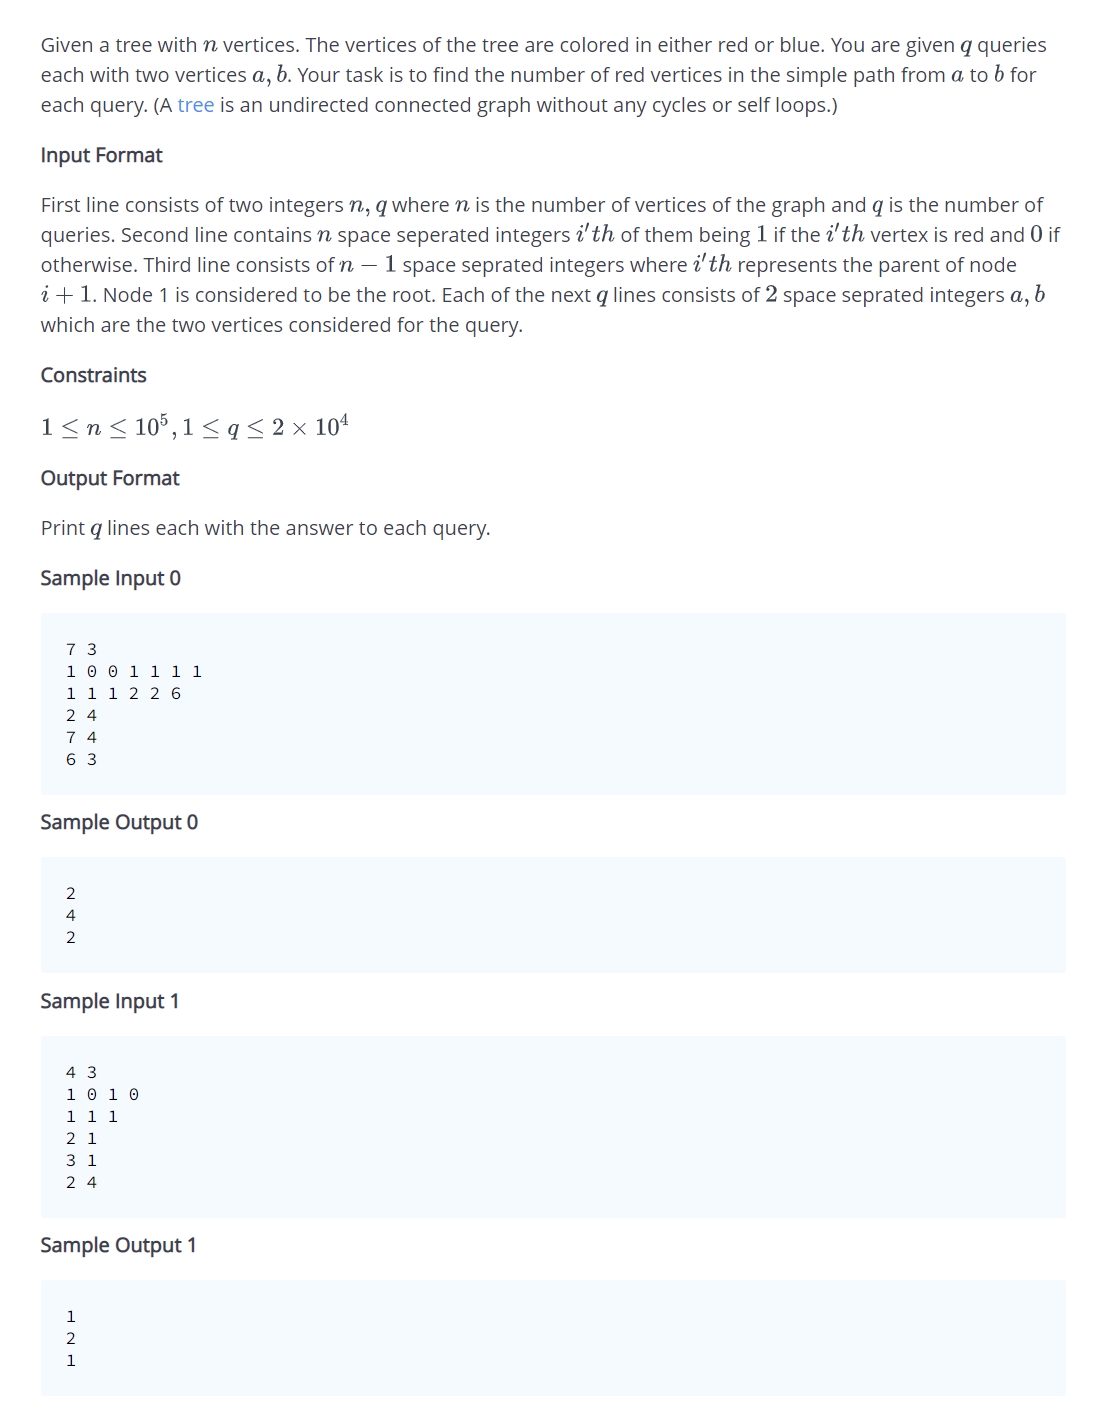 Given a tree with n vertices. The vertices of the tree are colored in either red or blue. You are given q queries
each with two vertices a, b. Your task is to find the number of red vertices in the simple path from a to b for
each query. (A tree is an undirected connected graph without any cycles or self loops.)
Input Format
First line consists of two integers n, q where n is the number of vertices of the graph and q is the number of
queries. Second line contains n space seperated integers i'th of them being 1 if the i'th vertex is red and 0 if
otherwise. Third line consists of n − 1 space seprated integers where i'th represents the parent of node
i + 1. Node 1 is considered to be the root. Each of the next q lines consists of 2 space seprated integers a, b
which are the two vertices considered for the query.
Constraints
1 ≤ n ≤ 10⁵, 1 ≤ q ≤ 2 × 10⁴
Output Format
Print q lines each with the answer to each query.
Sample Input 0
7 3
1 0 0 1 1 1 1
1 1 1 2 2 6
2 4
7 4
6 3
Sample Output 0
2
4
2
Sample Input 1
4 3
1 0 1 0
1 1 1
2 1
3 1
2 4
Sample Output 1
1
2
1